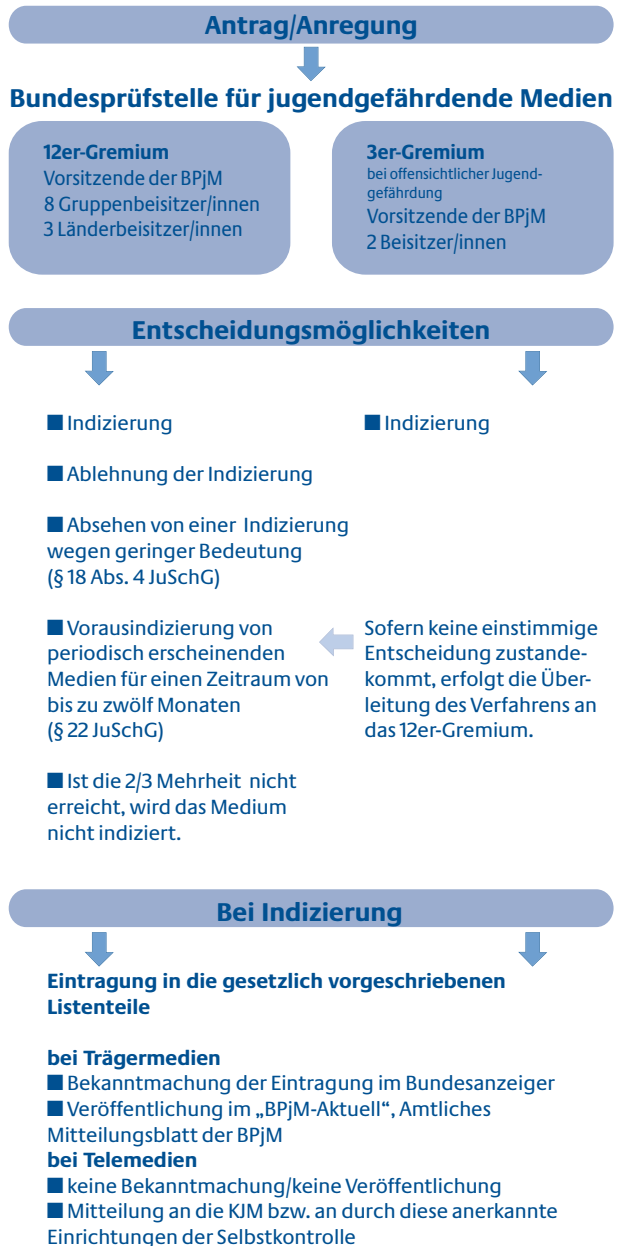 Antrag/Anregung
Bundesprüfstelle für jugendgefährdende Medien
12er-Gremium
Vorsitzende der BPjM
8 Gruppenbeisitzer/innen
3 Länderbeisitzer/innen
3er-Gremium
bei offensichtlicher Jugend-
gefährdung
Vorsitzende der BPjM
2 Beisitzer/innen
Entscheidungsmöglichkeiten
■ Indizierung
■ Ablehnung der Indizierung
■ Absehen von einer Indizierung
wegen geringer Bedeutung
(§ 18 Abs. 4 JuSchG)
■ Vorausindizierung von
periodisch erscheinenden
Medien für einen Zeitraum von
bis zu zwölf Monaten
(§ 22 JuSchG)
■ Ist die 2/3 Mehrheit nicht
erreicht, wird das Medium
nicht indiziert.
■ Indizierung
Sofern keine einstimmige
Entscheidung zustande-
kommt, erfolgt die Über-
leitung des Verfahrens an
das 12er-Gremium.
Bei Indizierung
Eintragung in die gesetzlich vorgeschriebenen
Listenteile
bei Trägermedien
■ Bekanntmachung der Eintragung im Bundesanzeiger
■ Veröffentlichung im „BPjM-Aktuell“, Amtliches
Mitteilungsblatt der BPjM
bei Telemedien
■ keine Bekanntmachung/keine Veröffentlichung
■ Mitteilung an die KJM bzw. an durch diese anerkannte
Einrichtungen der Selbstkontrolle